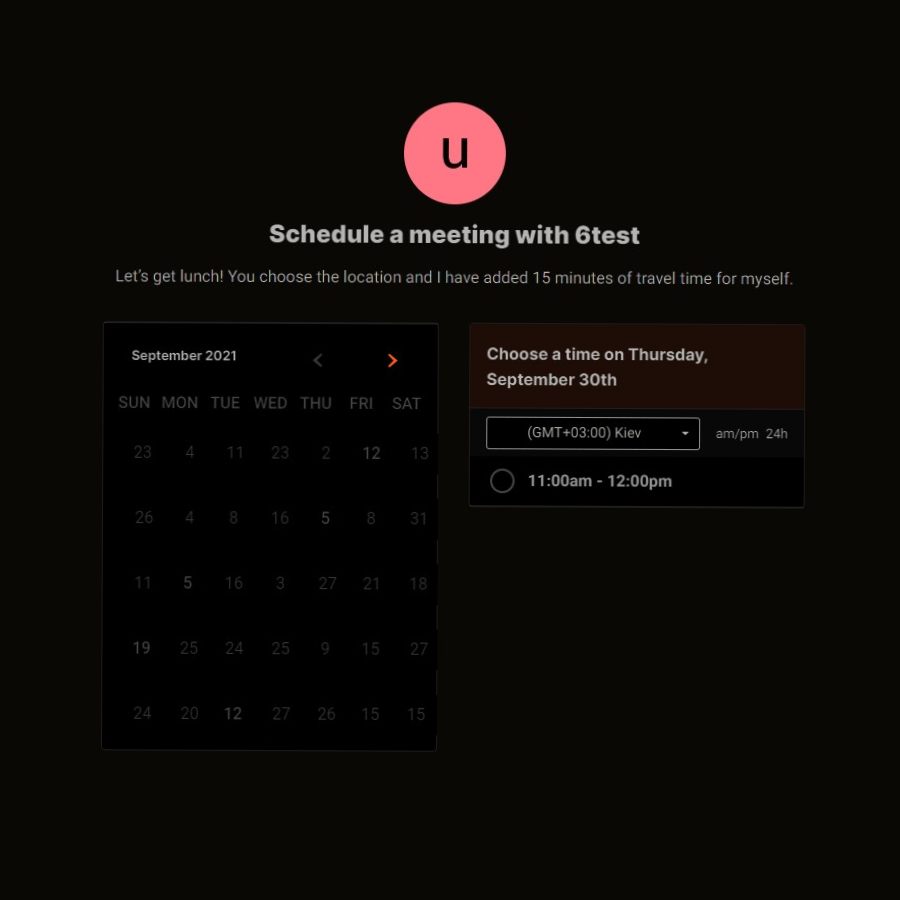 u
Schedule a meeting with 6test
Let's get lunch! You choose the location and I have added 15 minutes of travel time for myself.
September 2021
SUN MON TUE WED THU FRI SAT
23 4 11 23 2 12 13
26 4 8 16 5 8 31
11 5 16 3 27 21 18
19 25 24 25 9 15 27
24 20 12 27 26 15 15
Choose a time on Thursday,
September 30th
(GMT+03:00) Kiev am/pm 24h
11:00am - 12:00pm